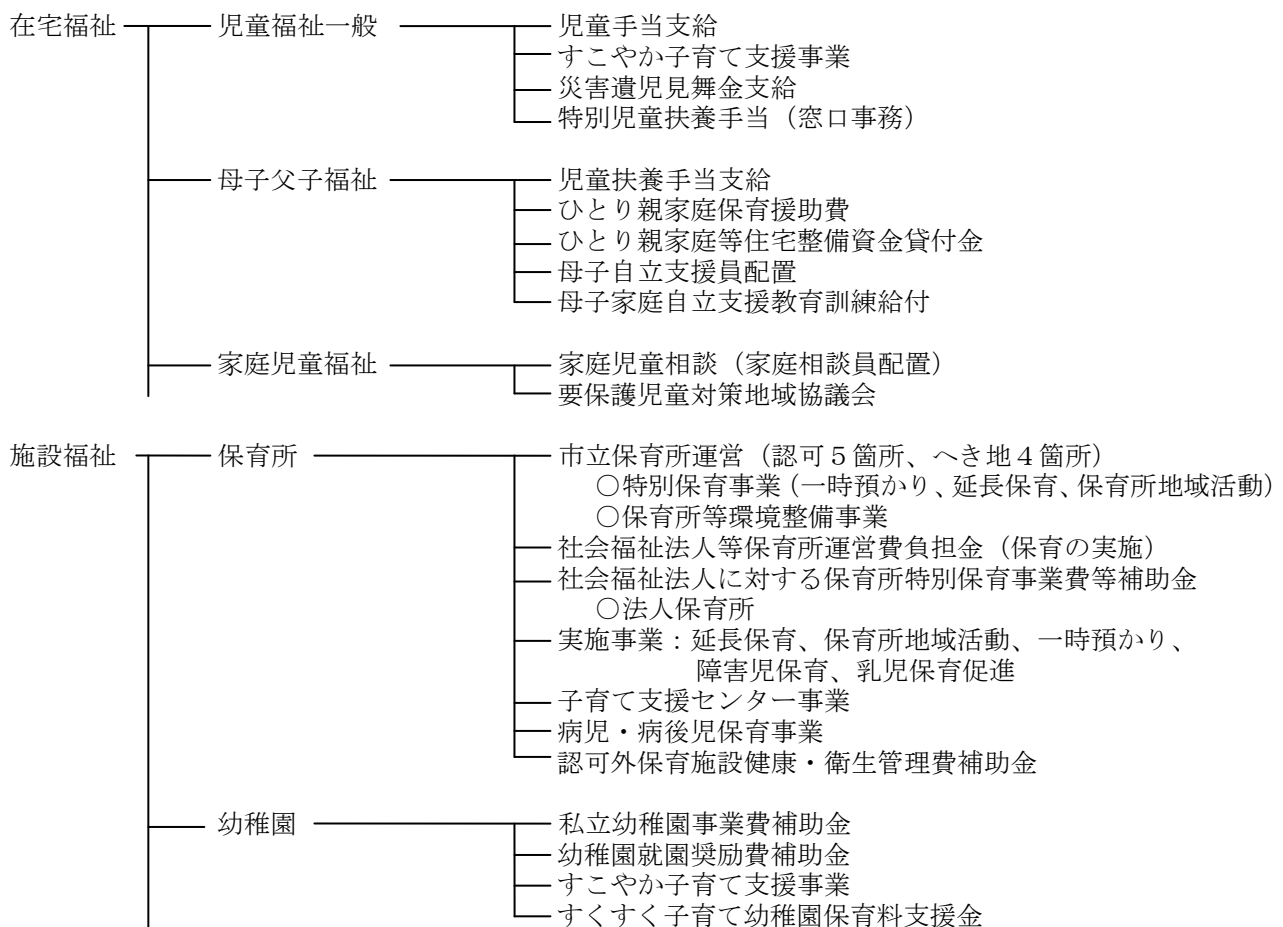 在宅福祉 児童福祉一般 児童手当支給
すこやか子育て支援事業
災害遺児見舞金支給
特別児童扶養手当（窓口事務）
母子父子福祉 児童扶養手当支給
ひとり親家庭保育援助費
ひとり親家庭等住宅整備資金貸付金
母子自立支援員配置
母子家庭自立支援教育訓練給付
家庭児童福祉 家庭児童相談（家庭相談員配置）
要保護児童対策地域協議会
施設福祉 保育所 市立保育所運営（認可５箇所、へき地４箇所）
○特別保育事業（一時預かり、延長保育、保育所地域活動）
○保育所等環境整備事業
社会福祉法人等保育所運営費負担金（保育の実施）
社会福祉法人に対する保育所特別保育事業費等補助金
○法人保育所
実施事業：延長保育、保育所地域活動、一時預かり、
障害児保育、乳児保育促進
子育て支援センター事業
病児・病後児保育事業
認可外保育施設健康・衛生管理費補助金
幼稚園 私立幼稚園事業費補助金
幼稚園就園奨励費補助金
すこやか子育て支援事業
すくすく子育て幼稚園保育料支援金